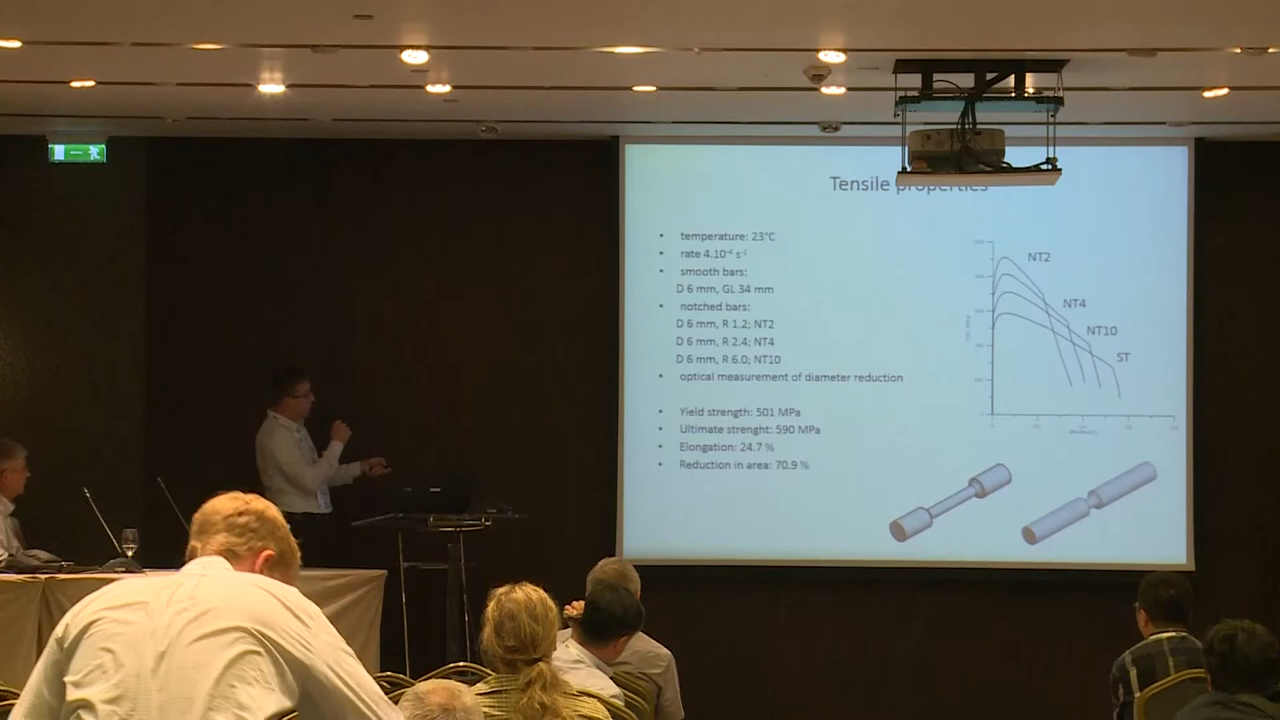 Tensile properties
• temperature: 23°C
• rate 4.10⁻⁴ s⁻¹
• smooth bars:
D 6 mm, GL 34 mm
• notched bars:
D 6 mm, R 1.2; NT2
D 6 mm, R 2.4; NT4
D 6 mm, R 6.0; NT10
• optical measurement of diameter reduction
• Yield strength: 501 MPa
• Ultimate strenght: 590 MPa
• Elongation: 24.7 %
• Reduction in area: 70.9 %
NT2
NT4
NT10
ST